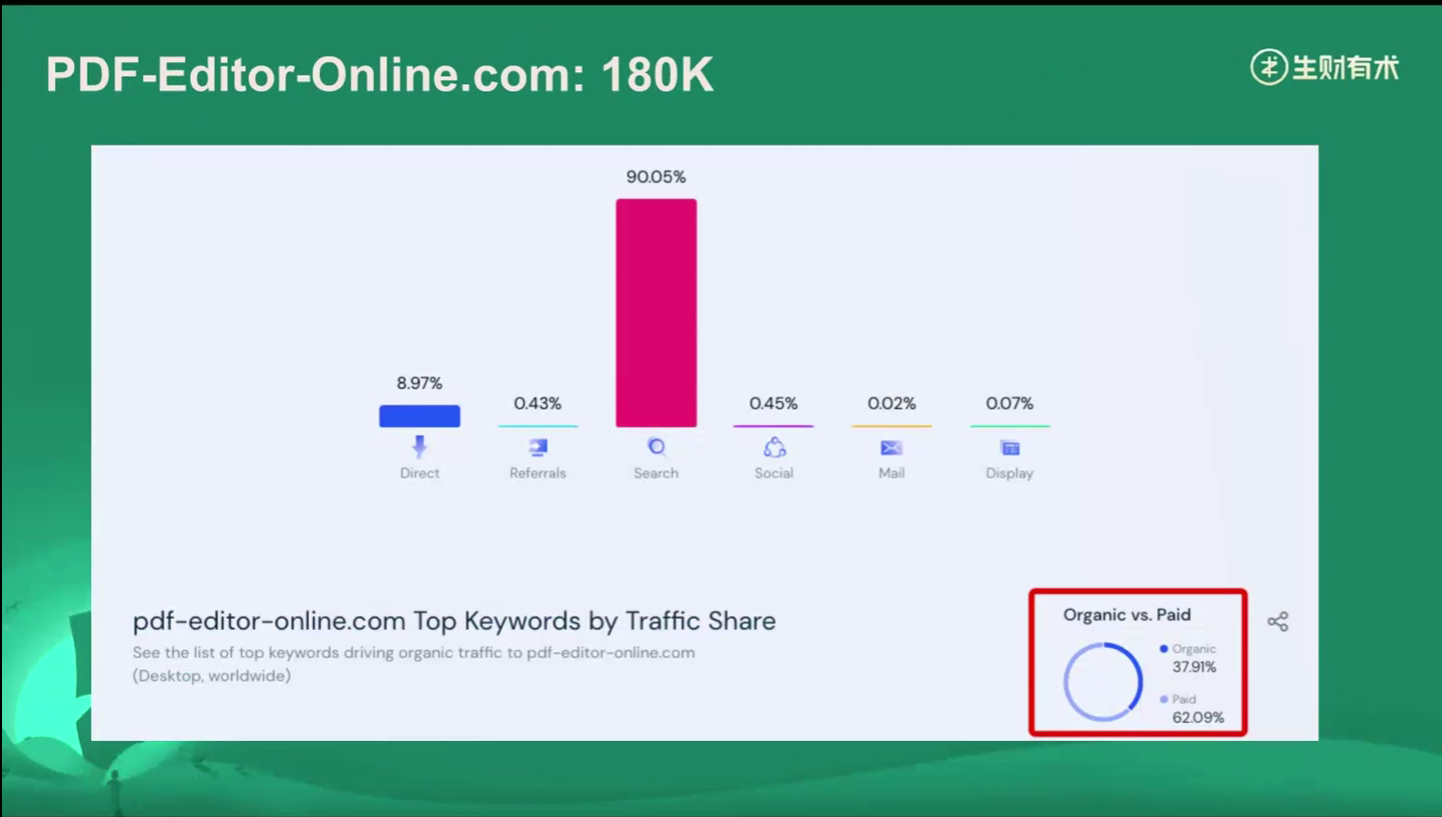 PDF-Editor-Online.com: 180K
生财有术
90.05%
8.97%
0.43%
0.45%
0.02%
0.07%
Direct
Referrals
Search
Social
Mail
Display
pdf-editor-online.com Top Keywords by Traffic Share
See the list of top keywords driving organic traffic to pdf-editor-online.com
(Desktop, worldwide)
Organic vs. Paid
Organic
37.91%
Paid
62.09%